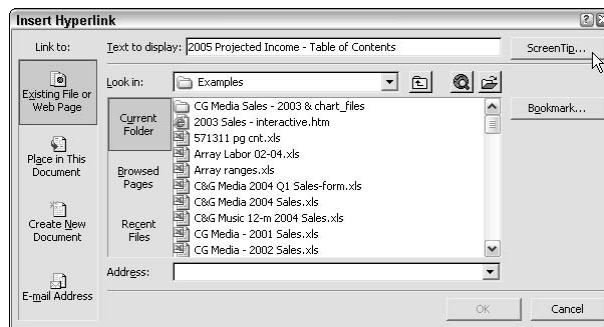 Insert Hyperlink
Link to:
Text to display: 2005 Projected Income - Table of Contents
ScreenTip...
Existing File or
Web Page
Look in: Examples
Bookmark...
Current
Folder
CG Media Sales - 2003 & chart_files
2003 Sales - interactive.htm
571311 pg cnt.xls
Array Labor 02-04.xls
Place in This
Document
Browsed
Pages
Array ranges.xls
C&G Media 2004 Q1 Sales-form.xls
C&G Media 2004 Sales.xls
C&G Music 12-m 2004 Sales.xls
Create New
Document
Recent
Files
CG Media - 2001 Sales.xls
CG Media - 2002 Sales.xls
Address:
E-mail Address
OK
Cancel